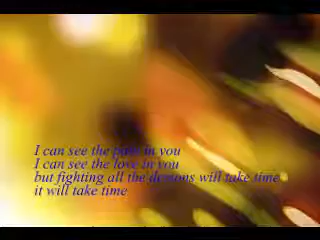 I can see the pain in you
I can see the love in you
but fighting all the demons will take time
it will take time